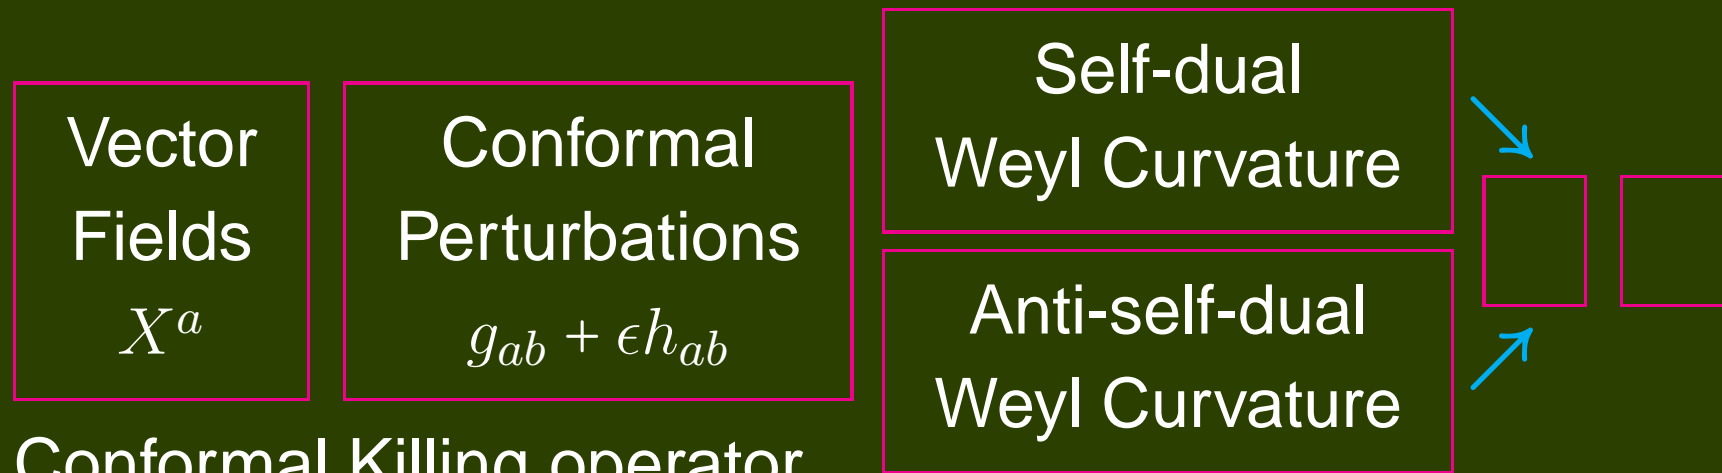 Vector
Fields
X^a
Conformal
Perturbations
g_{ab} + ϵh_{ab}
Self-dual
Weyl Curvature
Anti-self-dual
Weyl Curvature
Conformal Killing operator